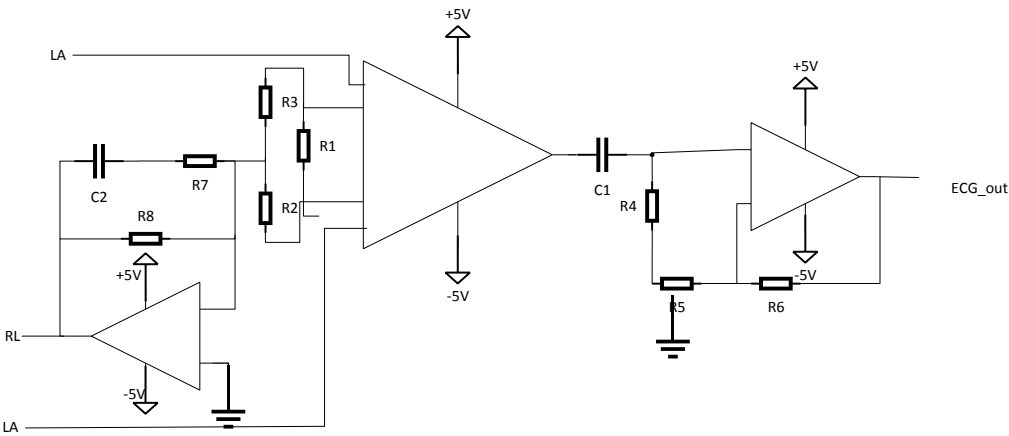 +5V
LA
+5V
R3
R1
C2
R7
C1
R4
R2
ECG_out
R8
+5V
-5V
-5V
R5
R6
RL
-5V
LA